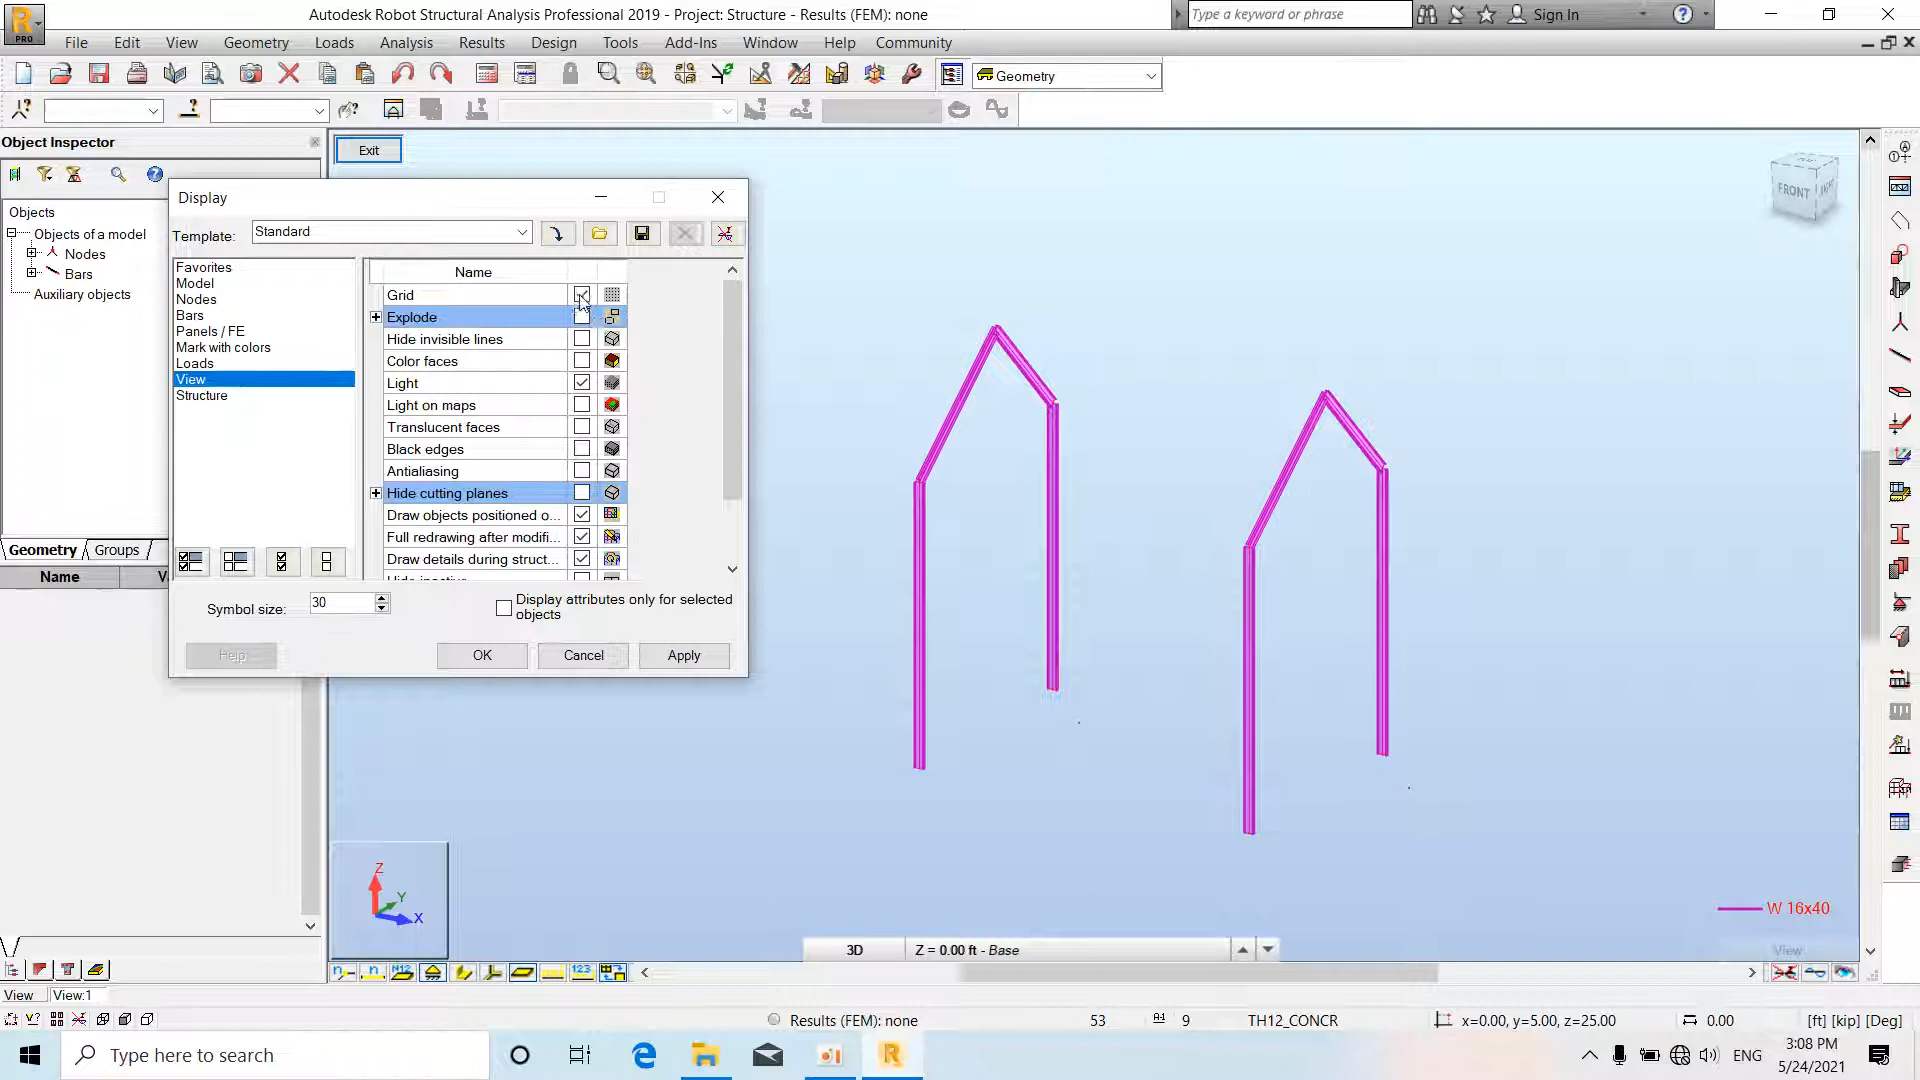 Autodesk Robot Structural Analysis Professional 2019 - Project: Structure - Results (FEM): none
Type a keyword or phrase
Sign In
PRO
File Edit View Geometry Loads Analysis Results Design Tools Add-Ins Window Help Community
Geometry
Object Inspector
Exit
Objects
Objects of a model
Nodes
Bars
Auxiliary objects
Geometry Groups
Name
Display
Template: Standard
Favorites
Model
Nodes
Bars
Panels / FE
Mark with colors
Loads
View
Structure
Name
Grid
Explode
Hide invisible lines
Color faces
Light
Light on maps
Translucent faces
Black edges
Antialiasing
Hide cutting planes
Draw objects positioned o...
Full redrawing after modifi...
Draw details during struct...
Symbol size: 30
Display attributes only for selected
objects
Help OK Cancel Apply
FRONT
Z
Y
X
W 16x40
View
3D Z = 0.00 ft - Base
View View:1
Results (FEM): none 53 9 TH12_CONCR x=0.00, y=5.00, z=25.00 0.00 [ft] [kip] [Deg]
Type here to search
ENG
3:08 PM
5/24/2021